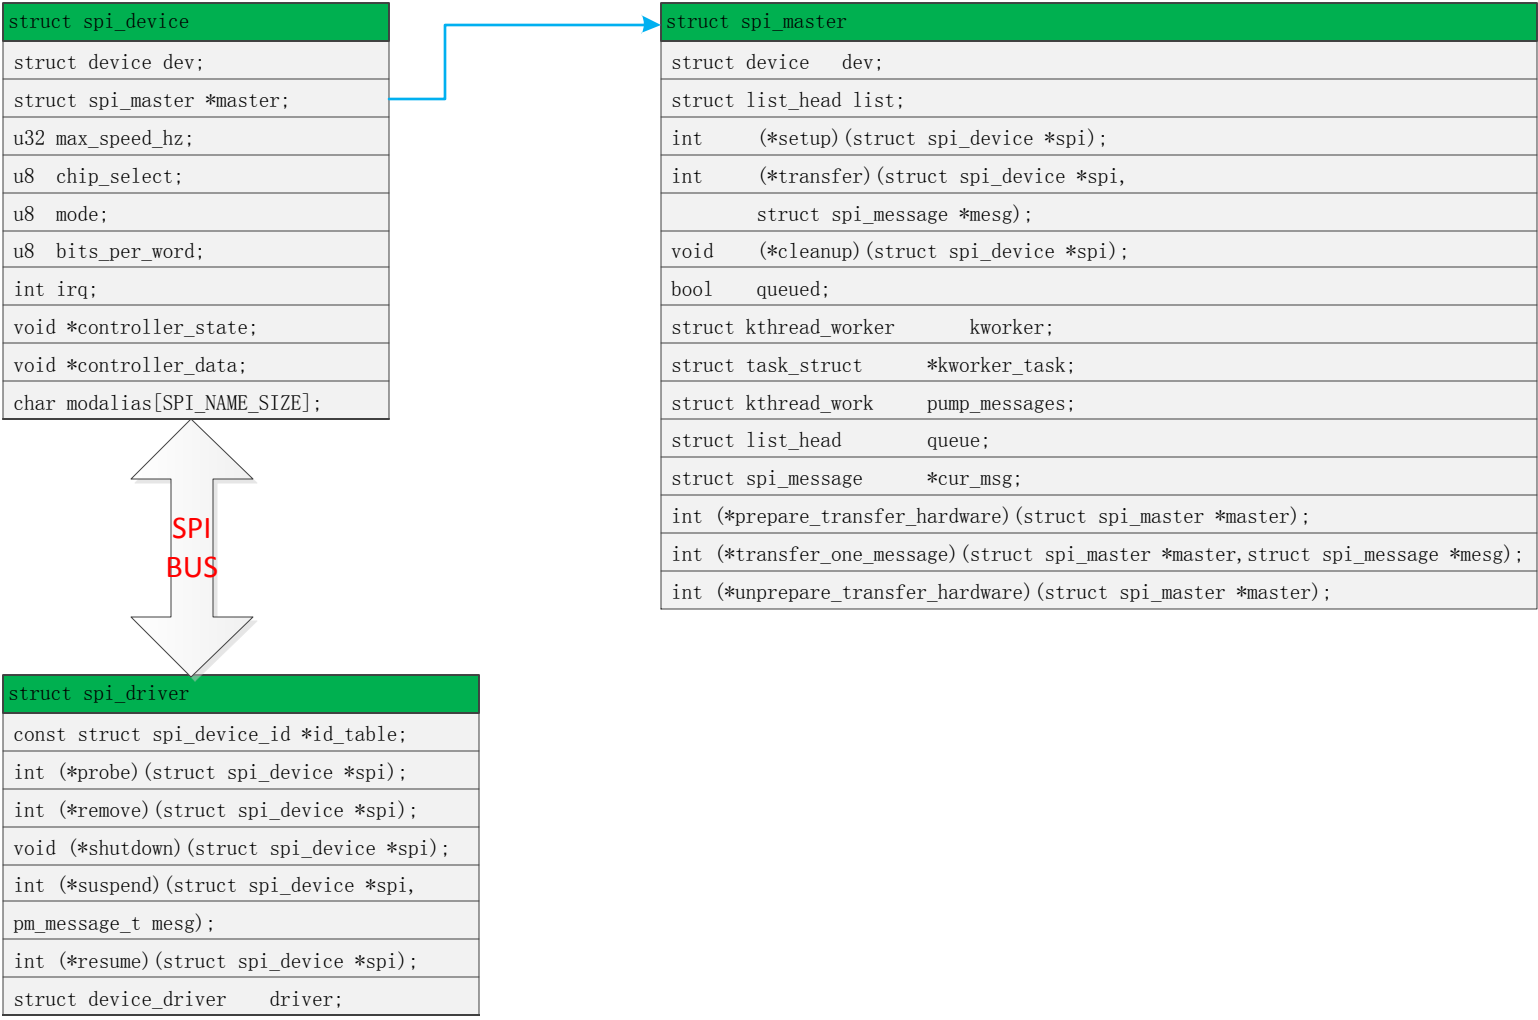 struct spi_device
struct device dev;
struct spi_master *master;
u32 max_speed_hz;
u8  chip_select;
u8  mode;
u8  bits_per_word;
int irq;
void *controller_state;
void *controller_data;
char modalias[SPI_NAME_SIZE];
SPI
BUS
struct spi_driver
const struct spi_device_id *id_table;
int (*probe)(struct spi_device *spi);
int (*remove)(struct spi_device *spi);
void (*shutdown)(struct spi_device *spi);
int (*suspend)(struct spi_device *spi,
pm_message_t mesg);
int (*resume)(struct spi_device *spi);
struct device_driver    driver;
struct spi_master
struct device   dev;
struct list_head list;
int     (*setup)(struct spi_device *spi);
int     (*transfer)(struct spi_device *spi,
struct spi_message *mesg);
void    (*cleanup)(struct spi_device *spi);
bool    queued;
struct kthread_worker       kworker;
struct task_struct      *kworker_task;
struct kthread_work     pump_messages;
struct list_head        queue;
struct spi_message      *cur_msg;
int (*prepare_transfer_hardware)(struct spi_master *master);
int (*transfer_one_message)(struct spi_master *master,struct spi_message *mesg);
int (*unprepare_transfer_hardware)(struct spi_master *master);